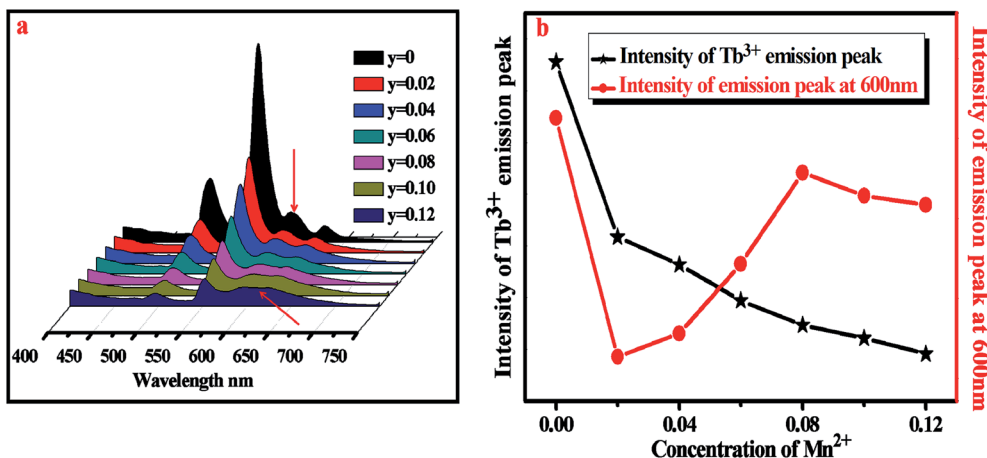 a
y=0
y=0.02
y=0.04
y=0.06
y=0.08
y=0.10
y=0.12
400 450 500 550 600 650 700 750
Wavelength nm
b
Intensity of Tb³⁺ emission peak
Intensity of emission peak at 600nm
Intensity of Tb³⁺ emission peak
Intensity of emission peak at 600nm
0.00 0.04 0.08 0.12
Concentration of Mn²⁺